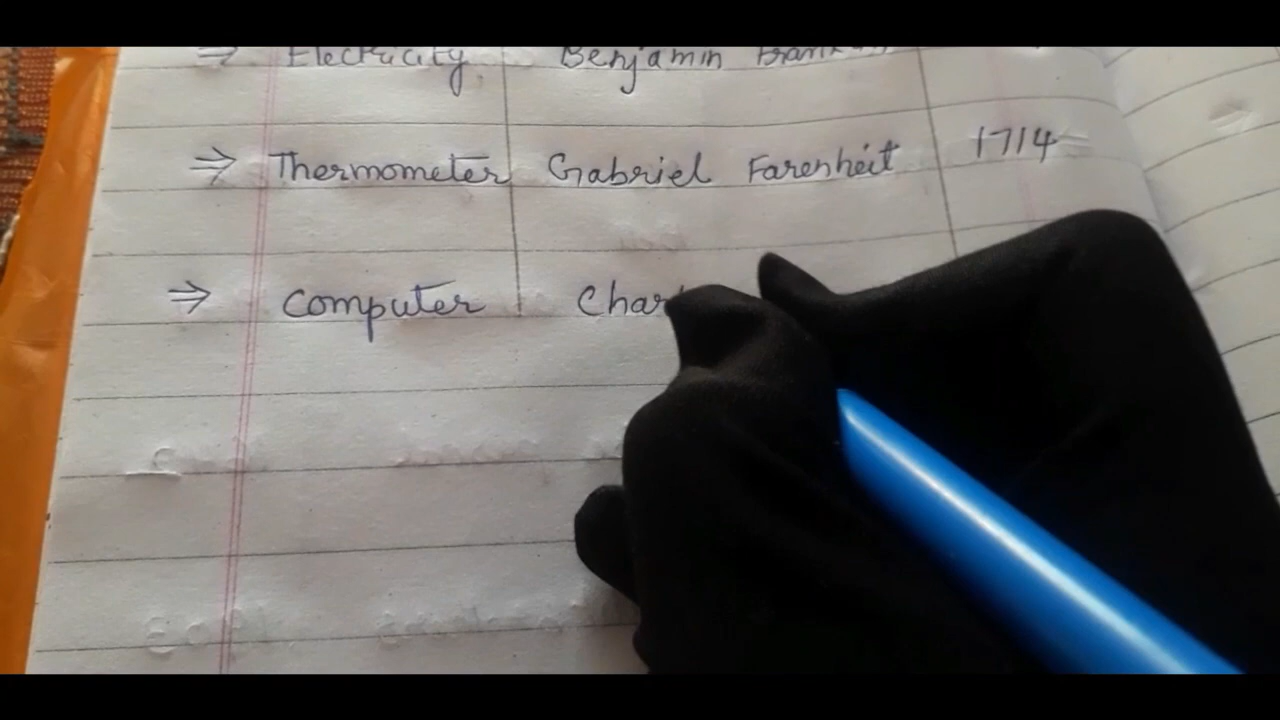 ⇒ Electricity Benjamin
⇒ Thermometer Gabriel Farenheit 1714
⇒ Computer Char